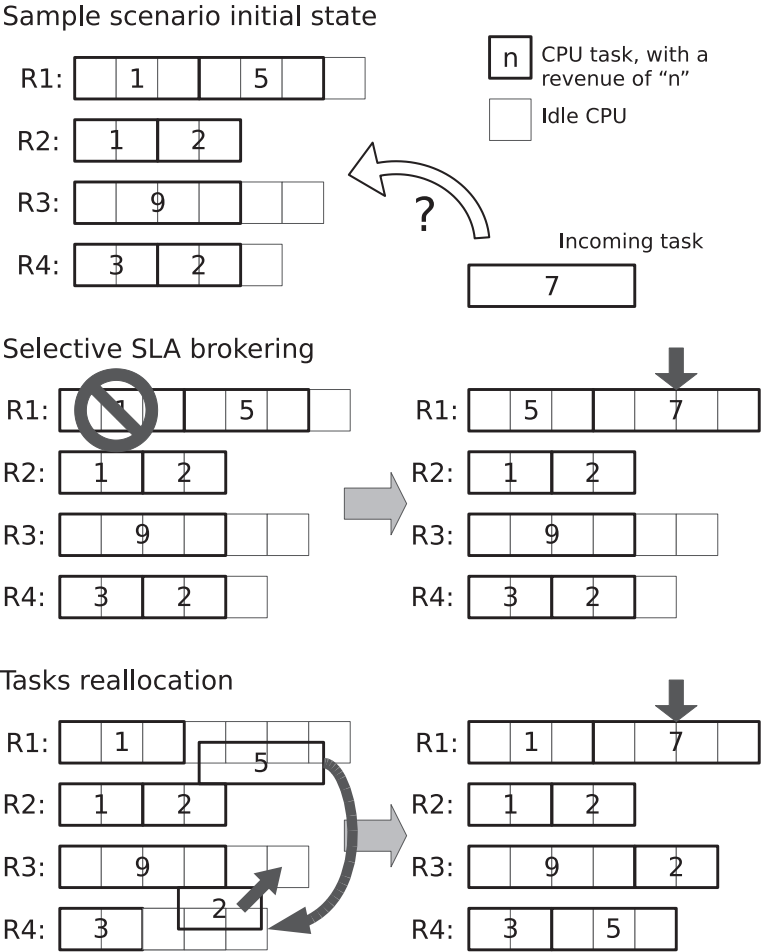 Sample scenario initial state
R1: 1 5
n CPU task, with a
revenue of “n”
Idle CPU
R2: 1 2
R3: 9
?
Incoming task
R4: 3 2
7
Selective SLA brokering
R1: 1 5
R2: 1 2
R3: 9
R4: 3 2
R1: 5 7
R2: 1 2
R3: 9
R4: 3 2
Tasks reallocation
R1: 1
5
R2: 1 2
R3: 9
2
R4: 3
R1: 1 7
R2: 1 2
R3: 9 2
R4: 3 5